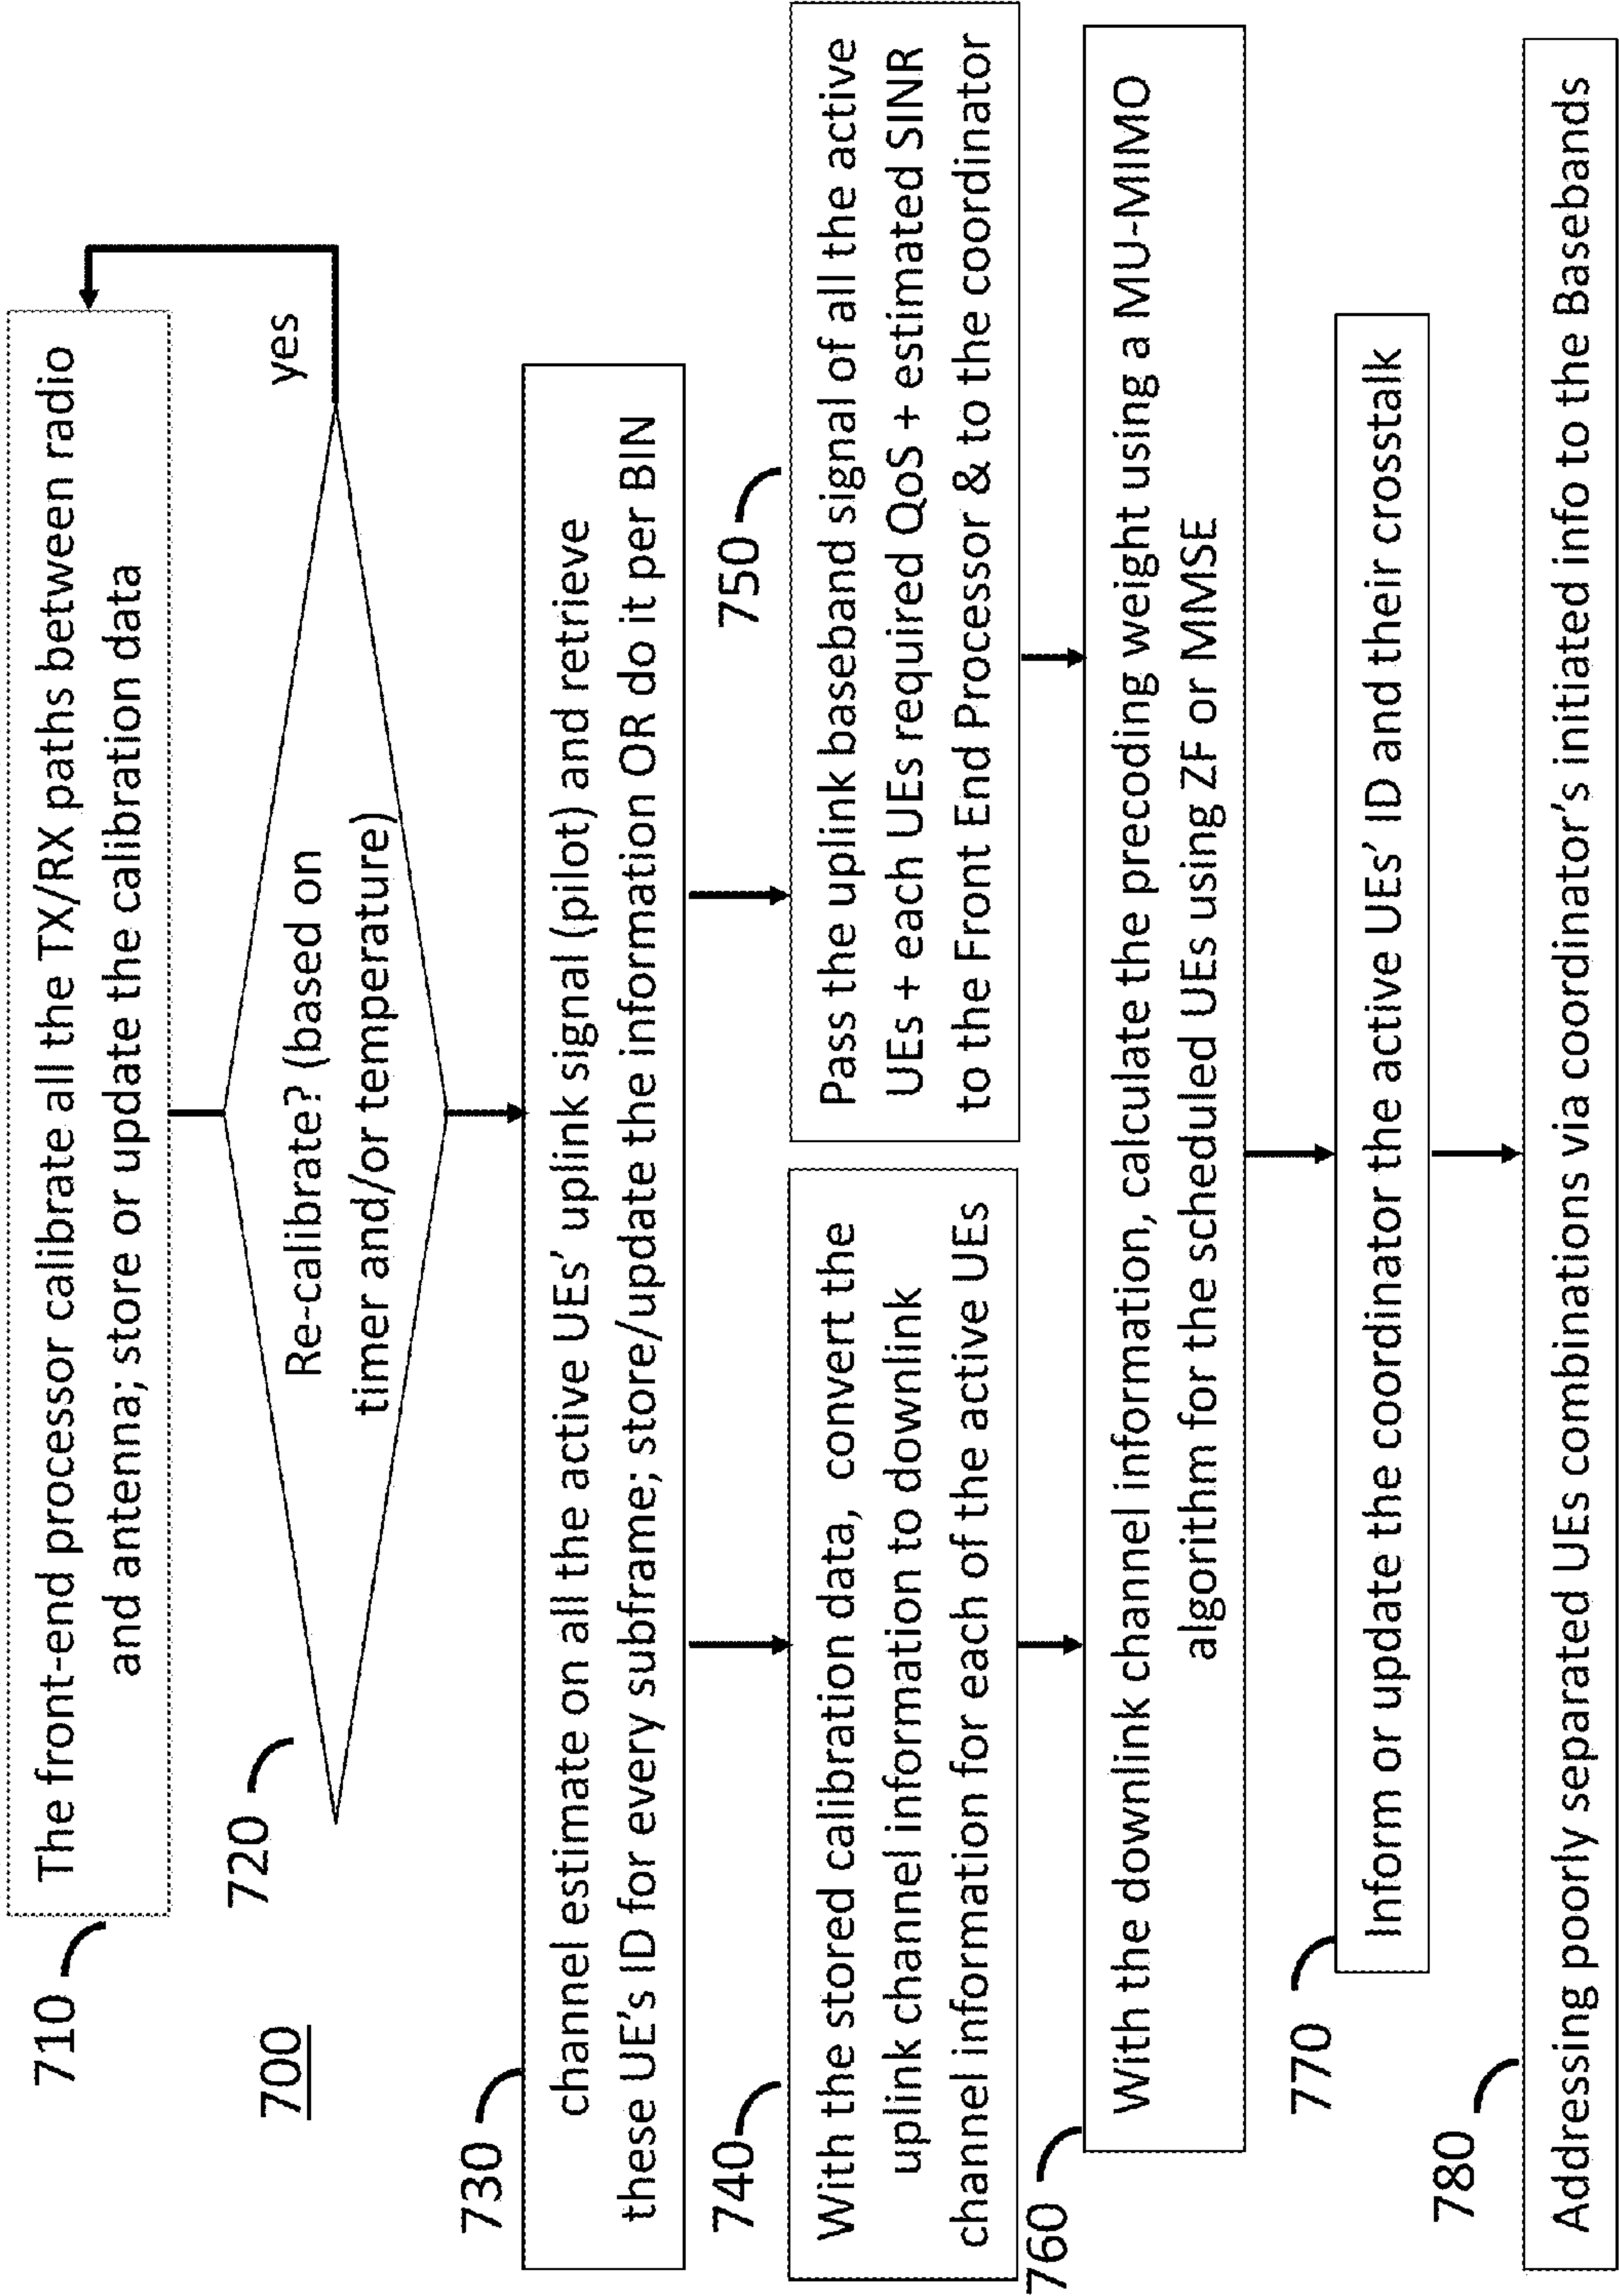 710
The front-end processor calibrate all the TX/RX paths between radio
and antenna; store or update the calibration data
700
720
Re-calibrate? (based on
timer and/or temperature)
yes
730
channel estimate on all the active UEs’ uplink signal (pilot) and retrieve
these UE’s ID for every subframe; store/update the information OR do it per BIN
740
With the stored calibration data, convert the
uplink channel information to downlink
channel information for each of the active UEs
750
Pass the uplink baseband signal of all the active
UEs + each UEs required QoS + estimated SINR
to the Front End Processor & to the coordinator
760
With the downlink channel information, calculate the precoding weight using a MU-MIMO
algorithm for the scheduled UEs using ZF or MMSE
770
Inform or update the coordinator the active UEs’ ID and their crosstalk
780
Addressing poorly separated UEs combinations via coordinator’s initiated info to the Basebands